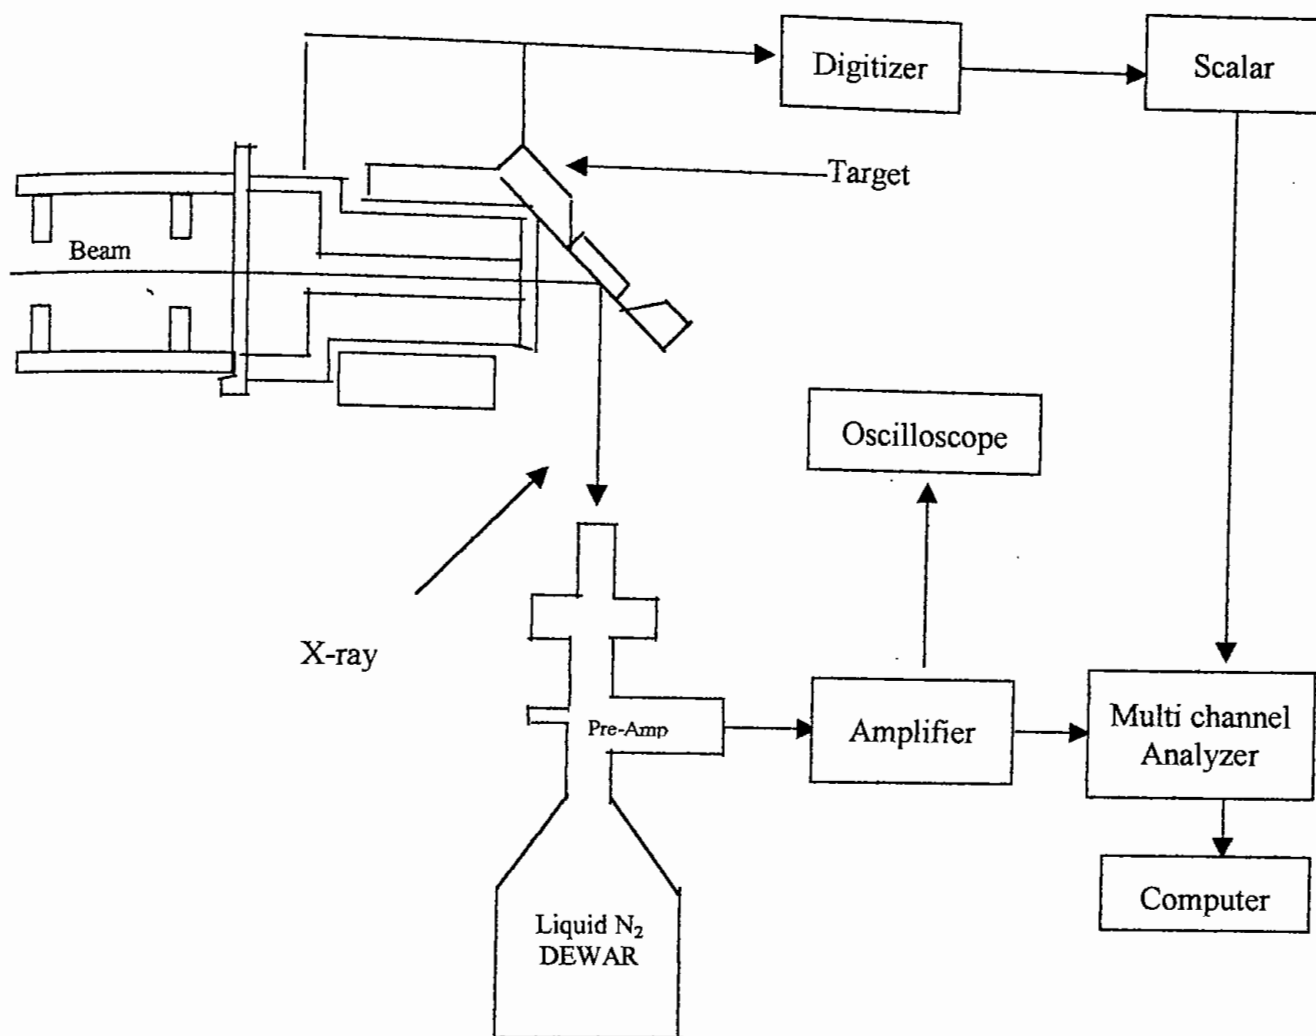 Digitizer
Scalar
Target
Beam
Oscilloscope
X-ray
Pre-Amp
Amplifier
Multi channel
Analyzer
Computer
Liquid N₂
DEWAR